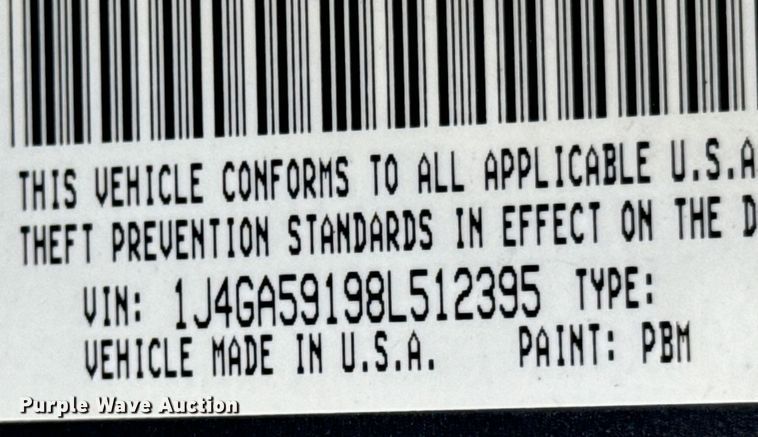 THIS VEHICLE CONFORMS TO ALL APPLICABLE U.S.A
THEFT PREVENTION STANDARDS IN EFFECT ON THE D
VIN: 1J4GA59198L512395 TYPE:
VEHICLE MADE IN U.S.A. PAINT: PBM
Purple Wave Auction